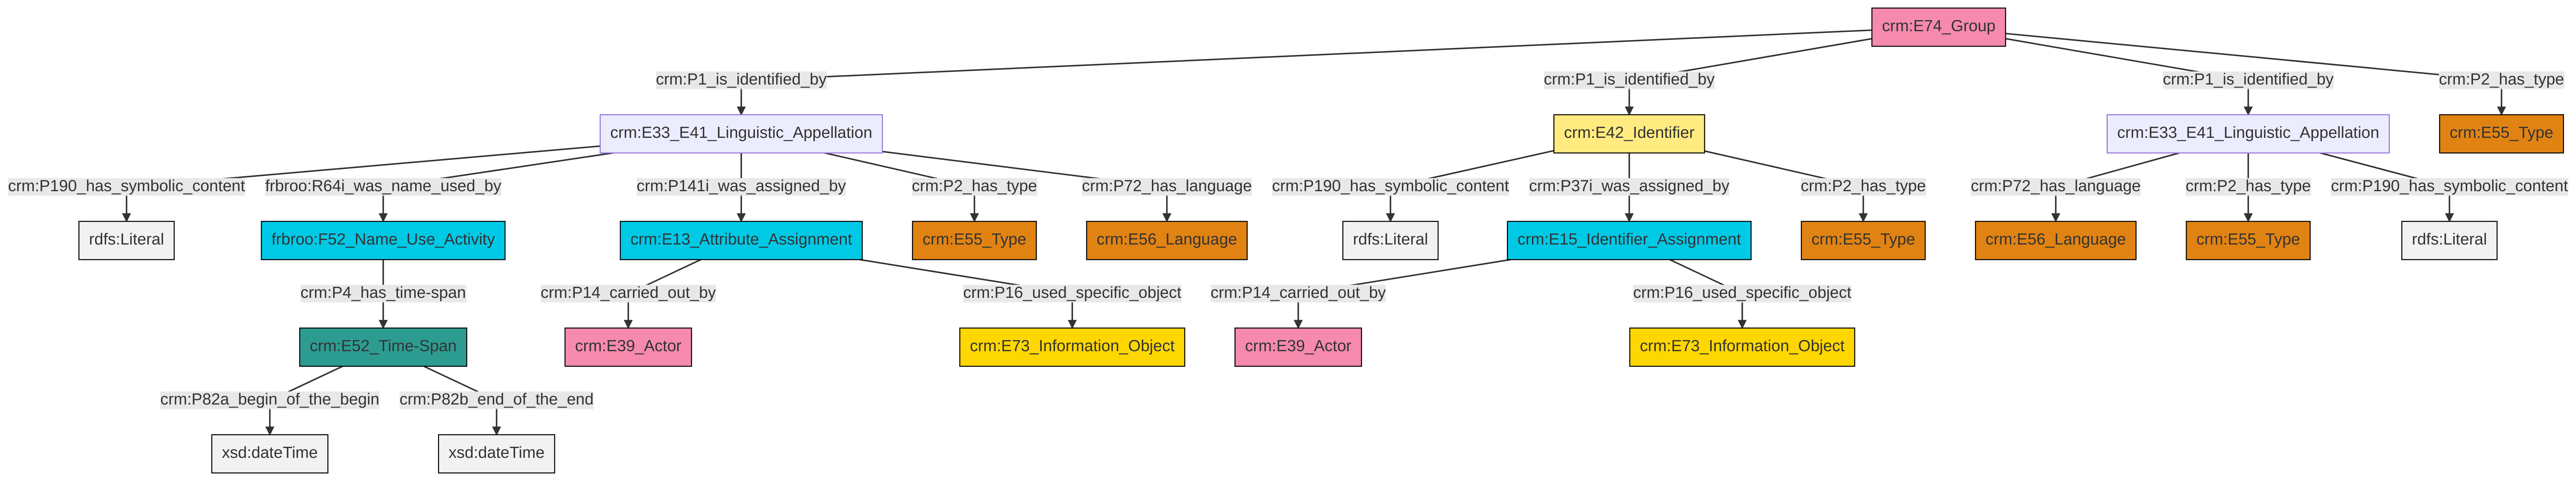 crm:E74_Group
crm:P1_is_identified_by
crm:P1_is_identified_by
crm:P1_is_identified_by
crm:P2_has_type
crm:E33_E41_Linguistic_Appellation
crm:E42_Identifier
crm:E33_E41_Linguistic_Appellation
crm:E55_Type
crm:P190_has_symbolic_content
frbroo:R64i_was_name_used_by
crm:P141i_was_assigned_by
crm:P2_has_type
crm:P72_has_language
crm:P190_has_symbolic_content
crm:P37i_was_assigned_by
crm:P2_has_type
crm:P72_has_language
crm:P2_has_type
crm:P190_has_symbolic_content
rdfs:Literal
frbroo:F52_Name_Use_Activity
crm:E13_Attribute_Assignment
crm:E55_Type
crm:E56_Language
rdfs:Literal
crm:E15_Identifier_Assignment
crm:E55_Type
crm:E56_Language
crm:E55_Type
rdfs:Literal
crm:P4_has_time-span
crm:P14_carried_out_by
crm:P16_used_specific_object
crm:P14_carried_out_by
crm:P16_used_specific_object
crm:E52_Time-Span
crm:E39_Actor
crm:E73_Information_Object
crm:E39_Actor
crm:E73_Information_Object
crm:P82a_begin_of_the_begin
crm:P82b_end_of_the_end
xsd:dateTime
xsd:dateTime